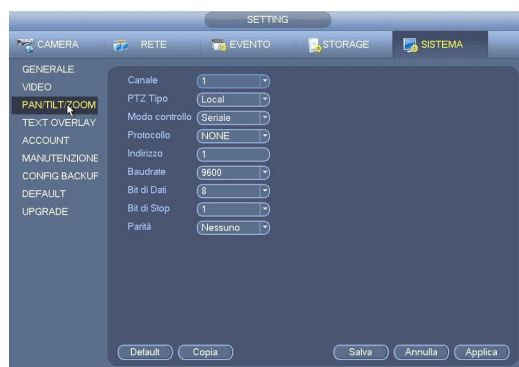 SETTING
CAMERA RETE EVENTO STORAGE SISTEMA
GENERALE
VIDEO
PAN/TILT/ZOOM
TEXT OVERLAY
ACCOUNT
MANUTENZIONE
CONFIG BACKUP
DEFAULT
UPGRADE
Canale 1
PTZ Tipo Local
Modo controllo Seriale
Protocollo NONE
Indirizzo 1
Baudrate 9600
Bit di Dati 8
Bit di Stop 1
Parità Nessuno
Default Copia Salva Annulla Applica